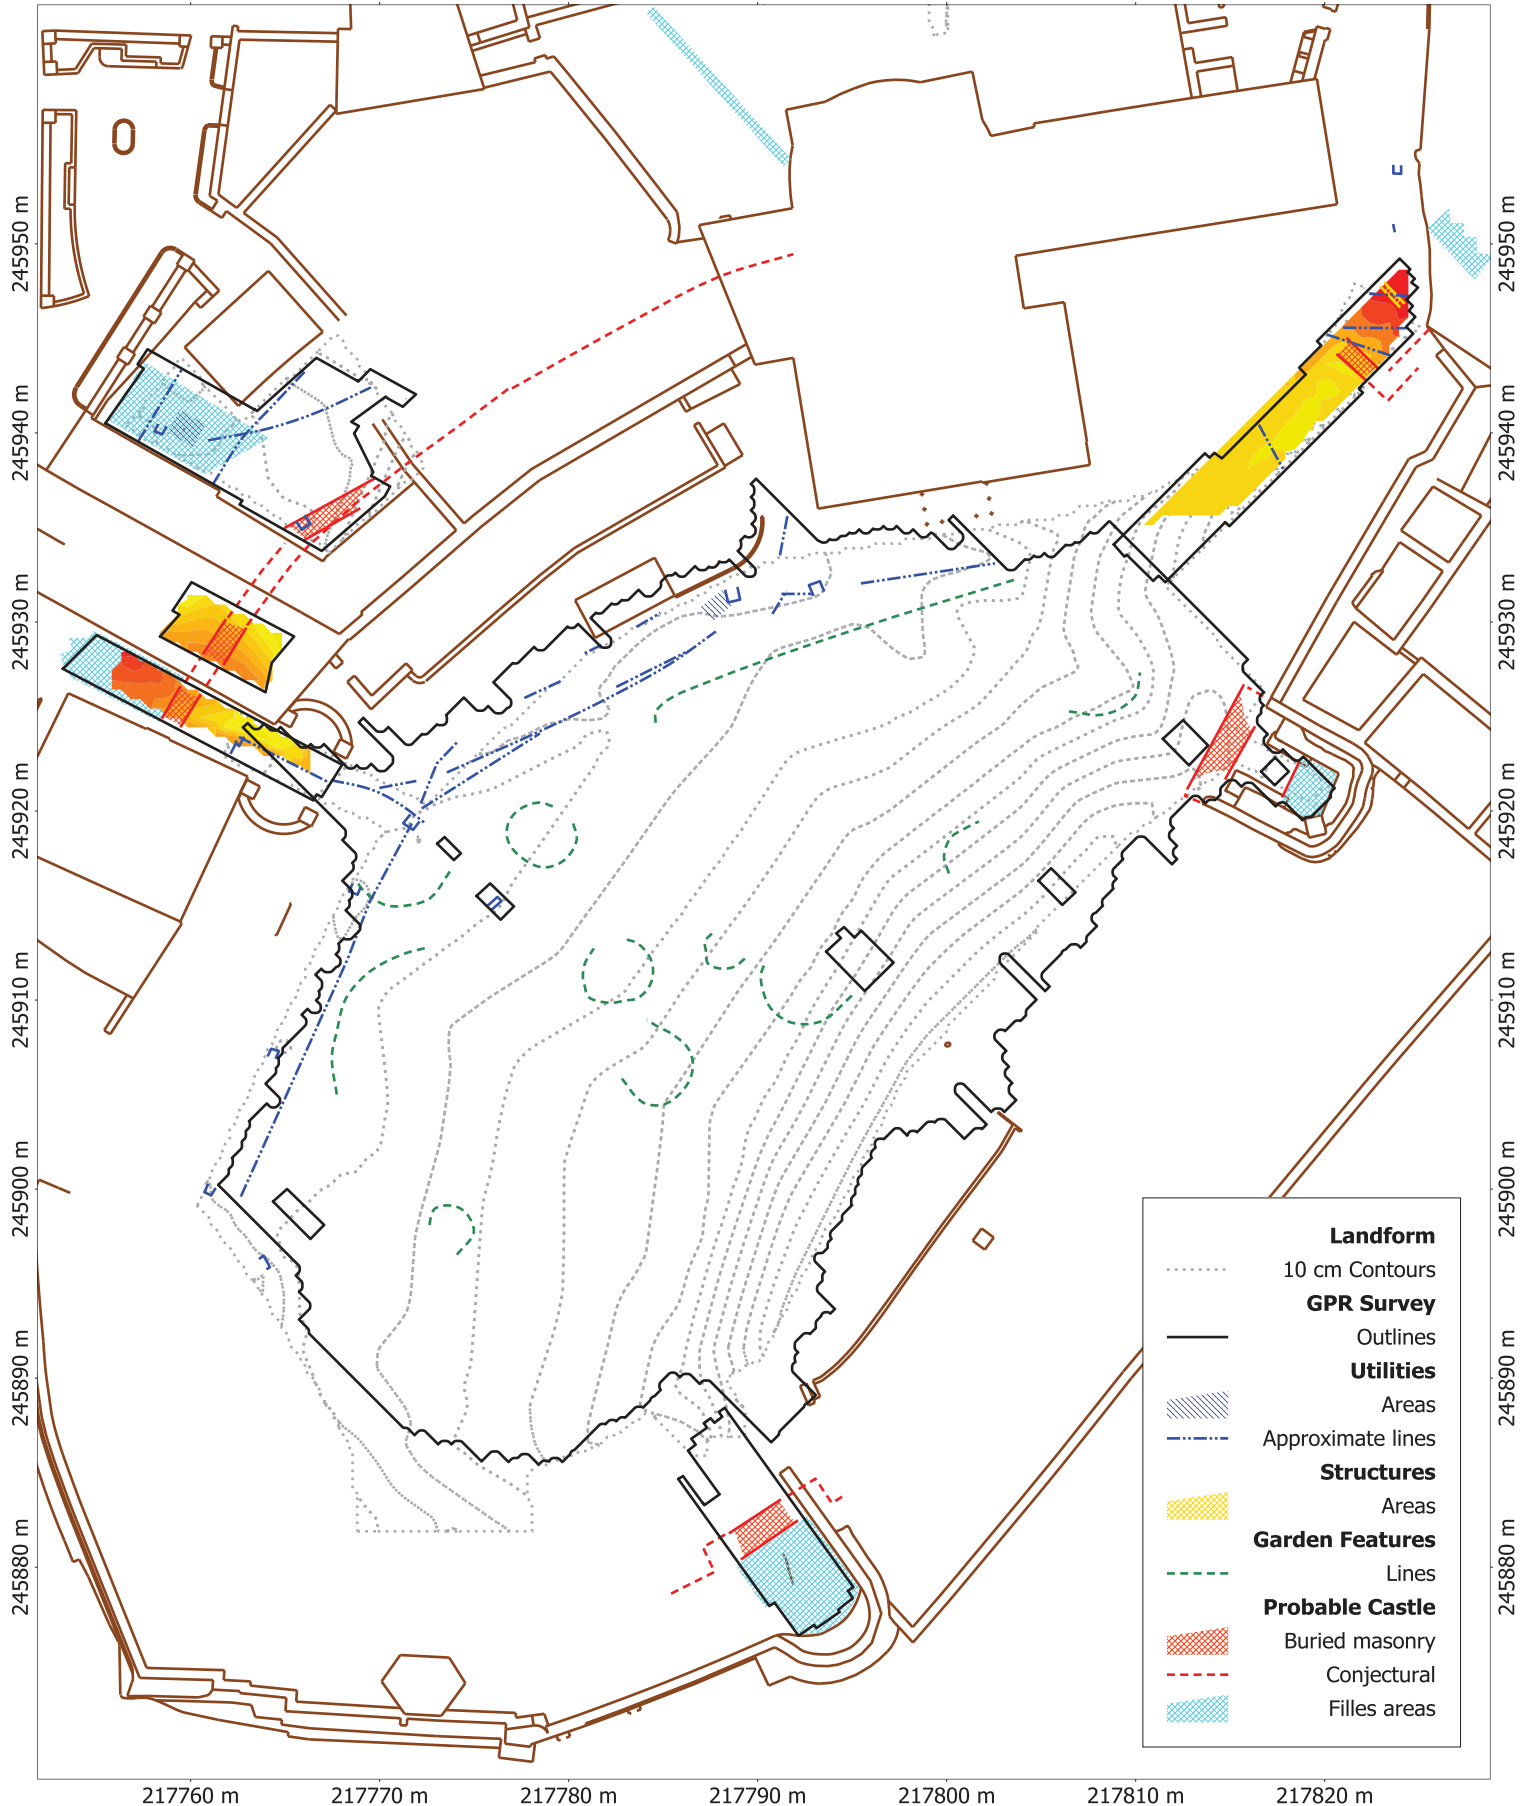 245950 m
245940 m
245930 m
245920 m
245910 m
245900 m
245890 m
245880 m
245950 m
245940 m
245930 m
245920 m
245910 m
245900 m
245890 m
245880 m
Landform
10 cm Contours
GPR Survey
Outlines
Utilities
Areas
Approximate lines
Structures
Areas
Garden Features
Lines
Probable Castle
Buried masonry
Conjectural
Filles areas
217760 m
217770 m
217780 m
217790 m
217800 m
217810 m
217820 m